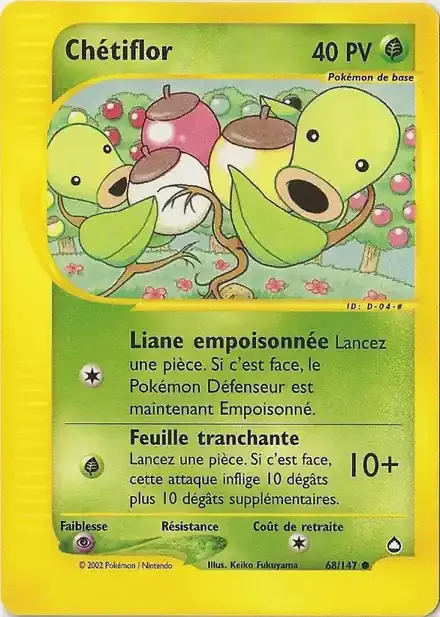 Chétiflor
40 PV
Pokémon de base
ID: D-04-#
Liane empoisonnée Lancez
une pièce. Si c'est face, le
Pokémon Défenseur est
maintenant Empoisonné.
Feuille tranchante
Lancez une pièce. Si c'est face,
cette attaque inflige 10 dégâts
plus 10 dégâts supplémentaires.
10+
Faiblesse
Résistance
Coût de retraite
© 2002 Pokémon / Nintendo
Illus. Keiko Fukuyama
68/147